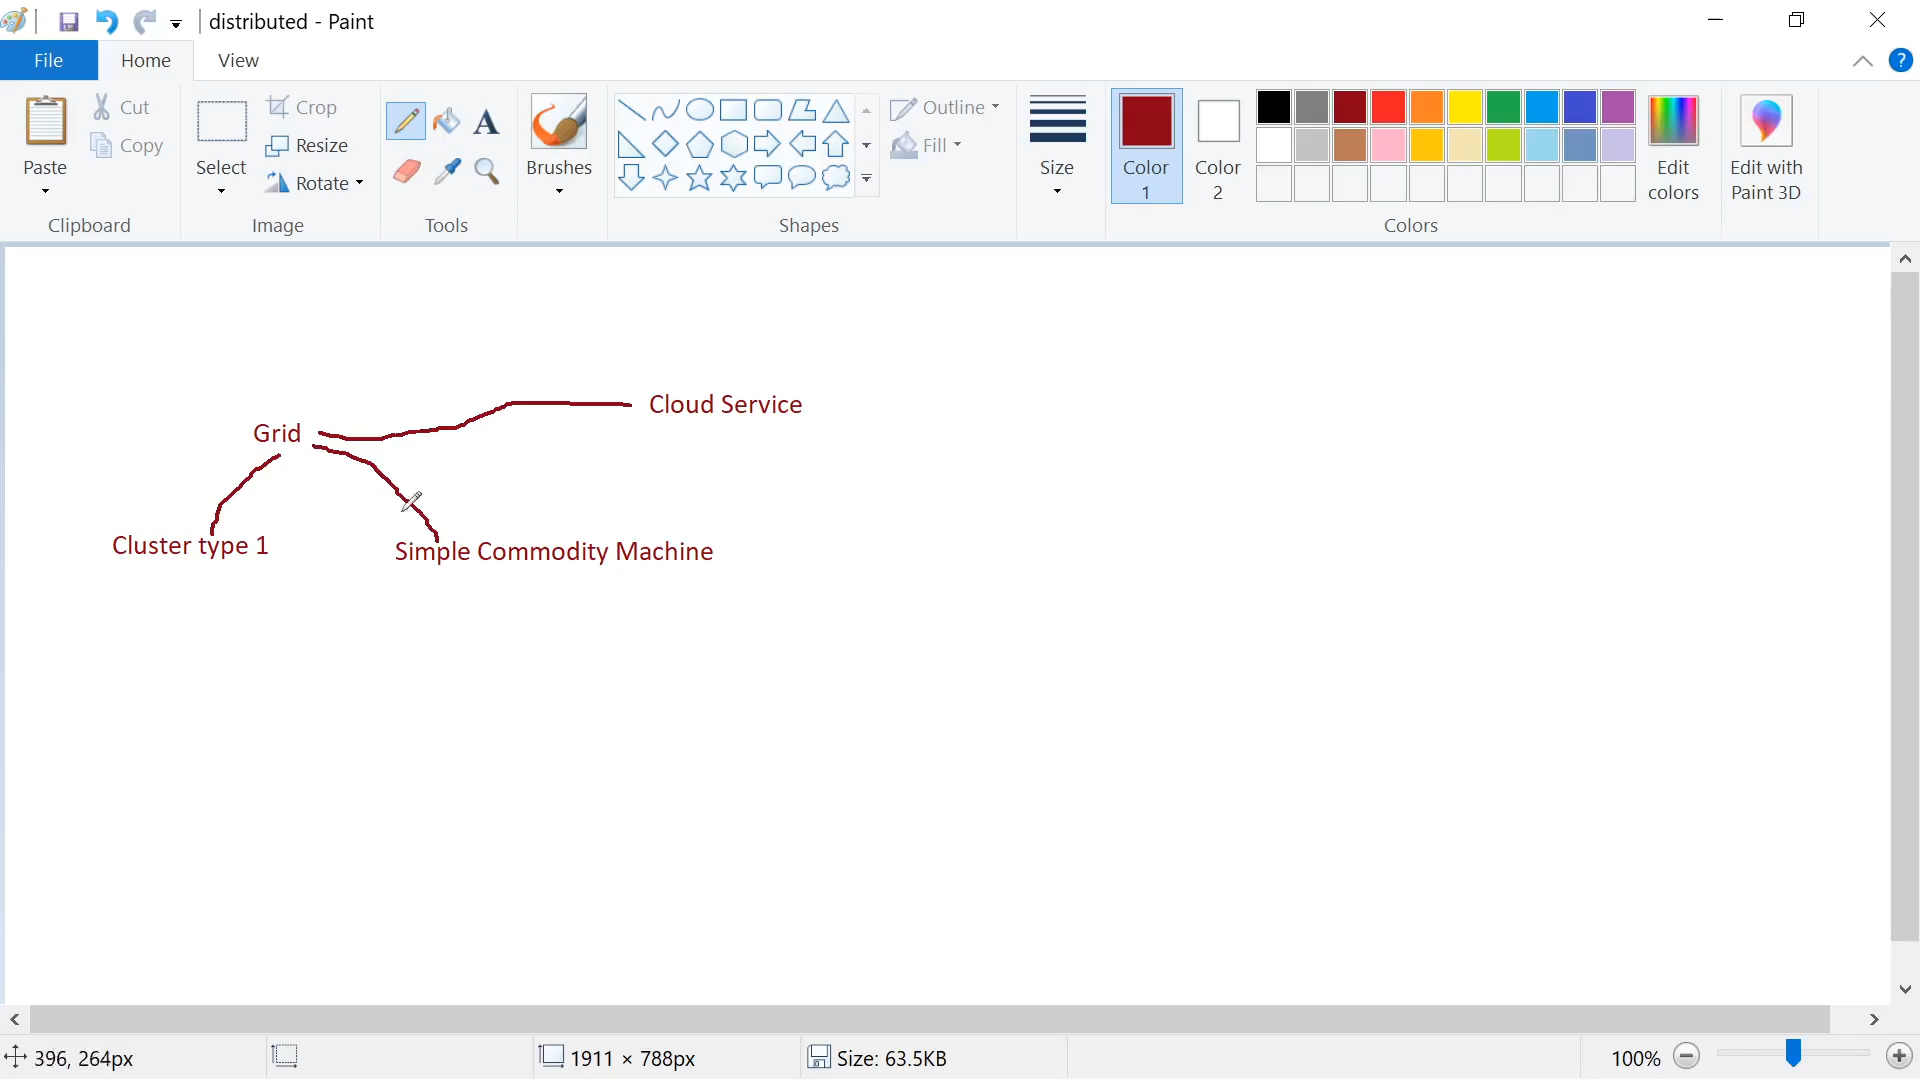 distributed - Paint
File Home View
Paste
Cut
Copy
Clipboard
Select
Crop
Resize
Rotate
Image
A
Tools
Brushes
Shapes
Outline
Fill
Size
Color 1
Color 2
Colors
Edit colors
Edit with Paint 3D
?
Cloud Service
Grid
Cluster type 1
Simple Commodity Machine
396, 264px
1911 × 788px
Size: 63.5KB
100%